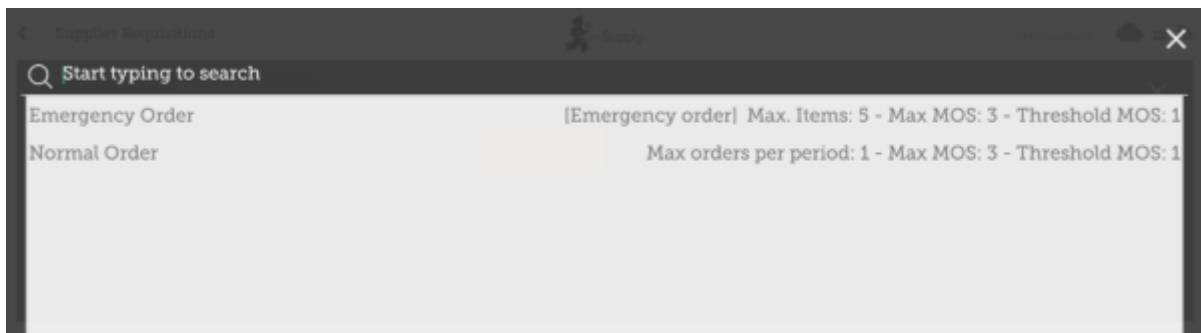 Supplier Requisitions
Supply
Start typing to search
Emergency Order [Emergency order] Max. Items: 5 - Max MOS: 3 - Threshold MOS: 1
Normal Order Max orders per period: 1 - Max MOS: 3 - Threshold MOS: 1